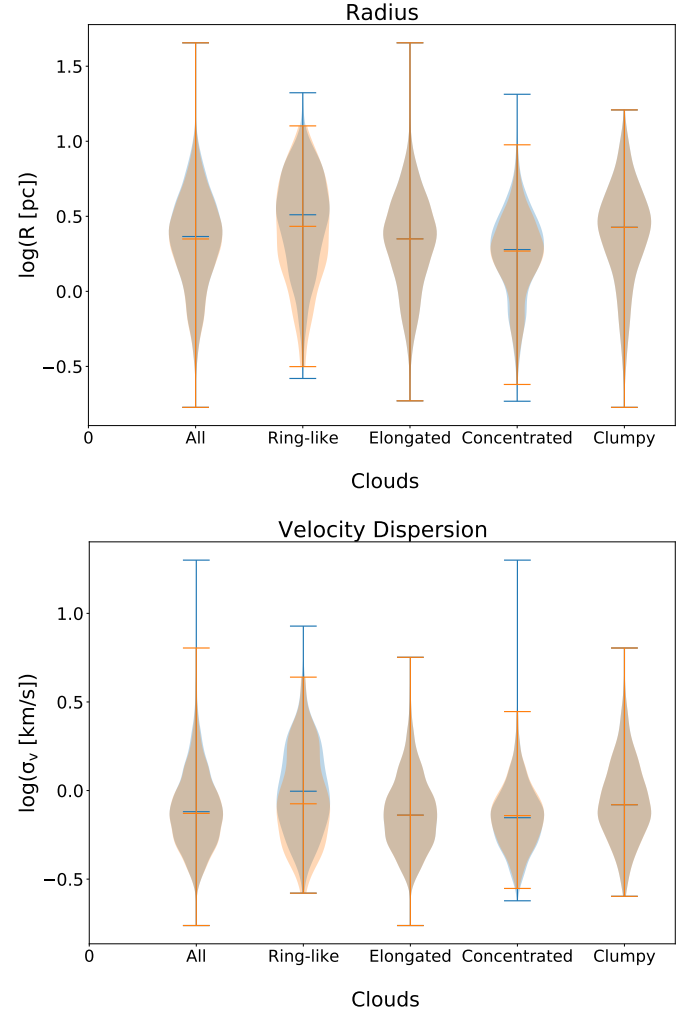 Radius
log(R [pc])
1.5
1.0
0.5
0.0
−0.5
0 All Ring-like Elongated Concentrated Clumpy
Clouds
Velocity Dispersion
log(σᵥ [km/s])
1.0
0.5
0.0
−0.5
0 All Ring-like Elongated Concentrated Clumpy
Clouds